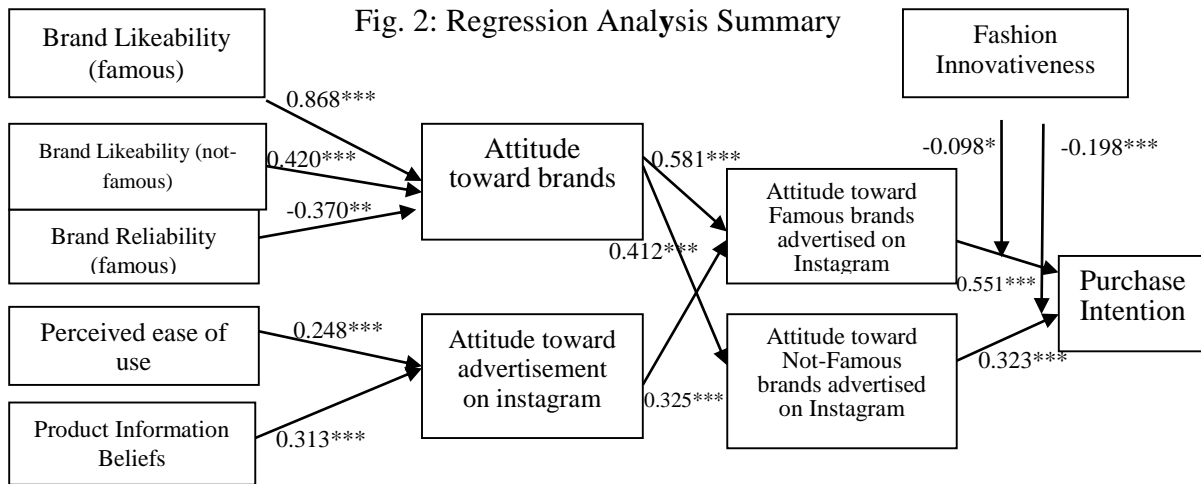 Fig. 2: Regression Analysis Summary
Brand Likeability
(famous)
Fashion
Innovativeness
0.868***
Brand Likeability (not-
famous)
0.420***
Attitude
toward brands
0.581***
-0.098*
-0.198***
-0.370**
Brand Reliability
(famous)
0.412***
Attitude toward
Famous brands
advertised on
Instagram
0.551***
Purchase
Intention
Perceived ease of
use
0.248***
Attitude toward
advertisement
on instagram
0.325***
Attitude toward
Not-Famous
brands advertised
on Instagram
0.323***
Product Information
Beliefs
0.313***